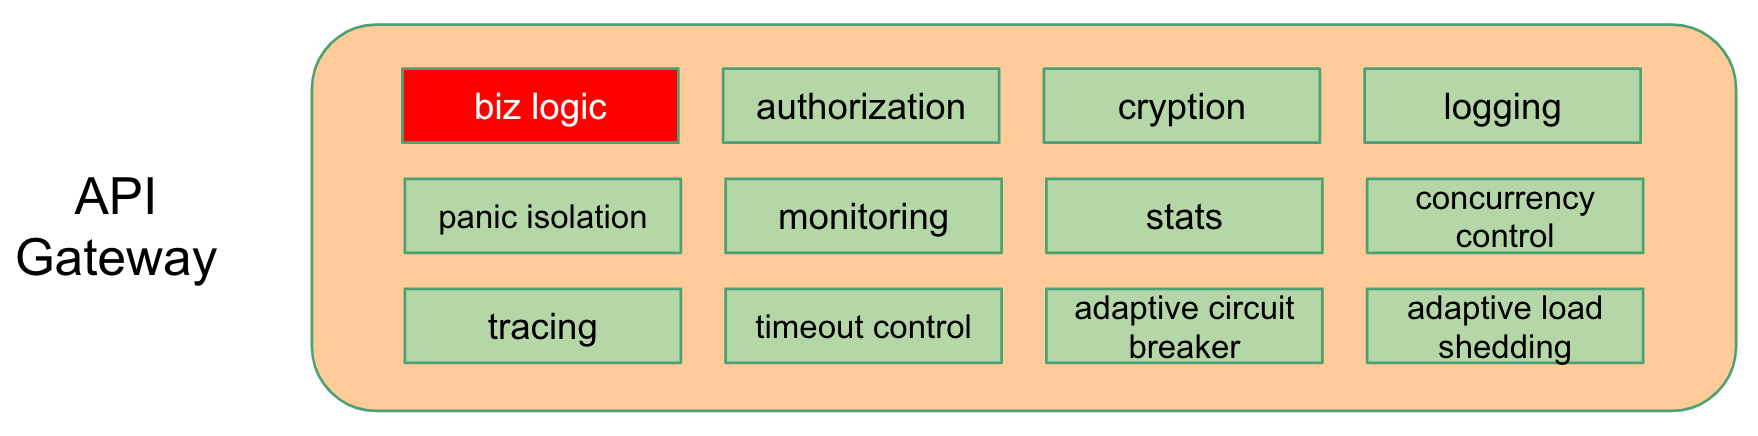 API
Gateway
biz logic
authorization
cryption
logging
panic isolation
monitoring
stats
concurrency
control
tracing
timeout control
adaptive circuit
breaker
adaptive load
shedding